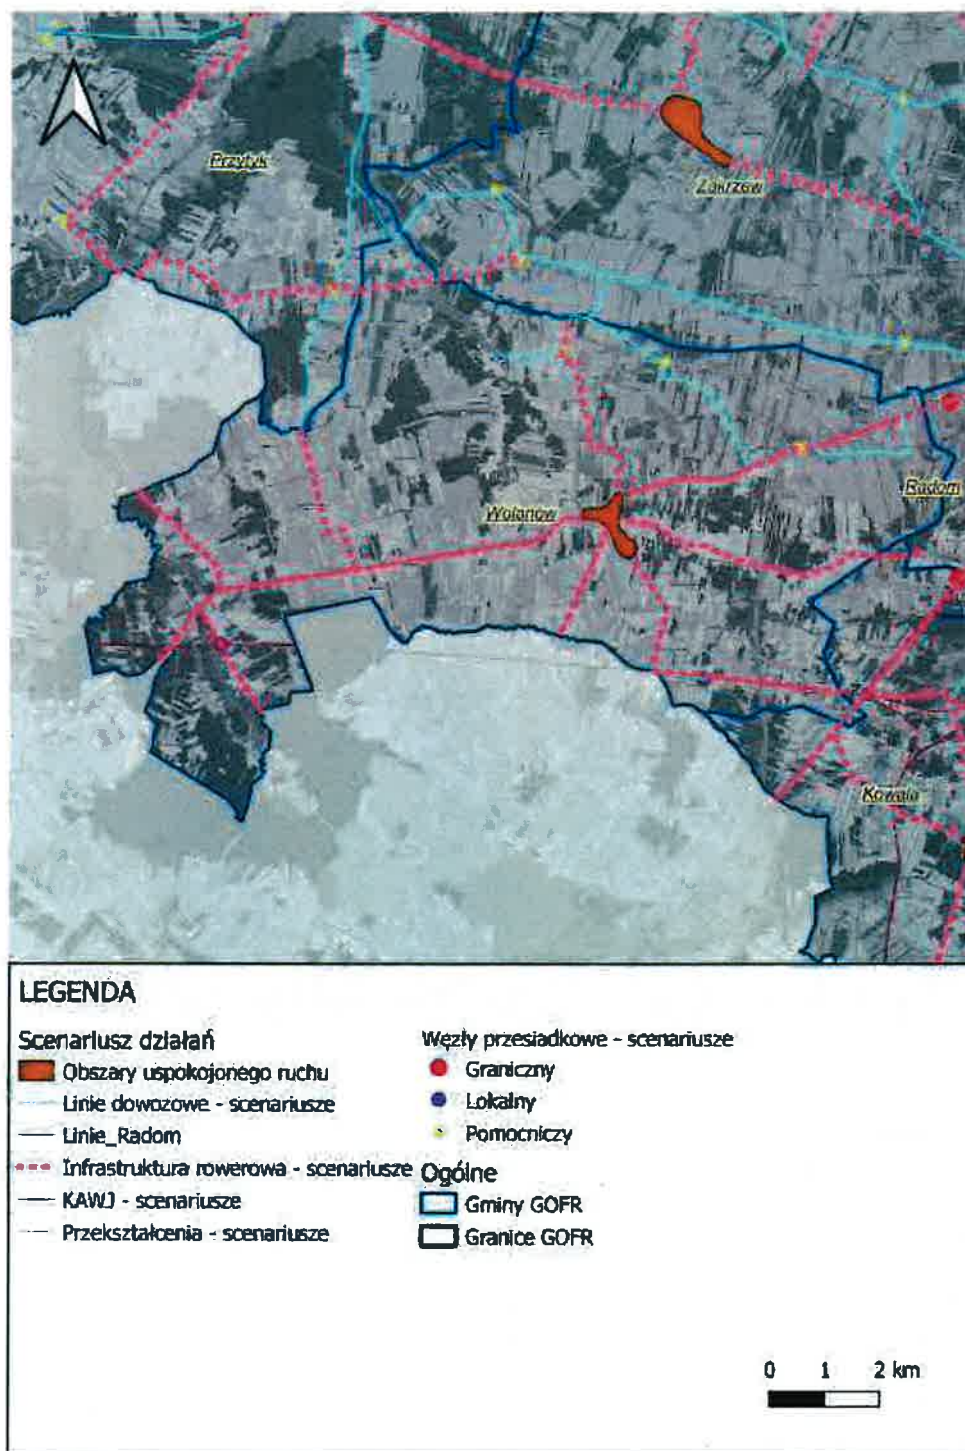 Przytyk
Zakrzew
Radom
Wolanow
Kowala
LEGENDA
Scenariusz działań
Obszary uspokojonego ruchu
Linie dowozowe - scenariusze
Linie_Radom
Infrastruktura rowerowa - scenariusze
KAWJ - scenariusze
Przekształcenia - scenariusze
Węzły przesiadkowe - scenariusze
Graniczny
Lokalny
Pomocniczy
Ogólne
Gminy GOFR
Granice GOFR
0 1 2 km